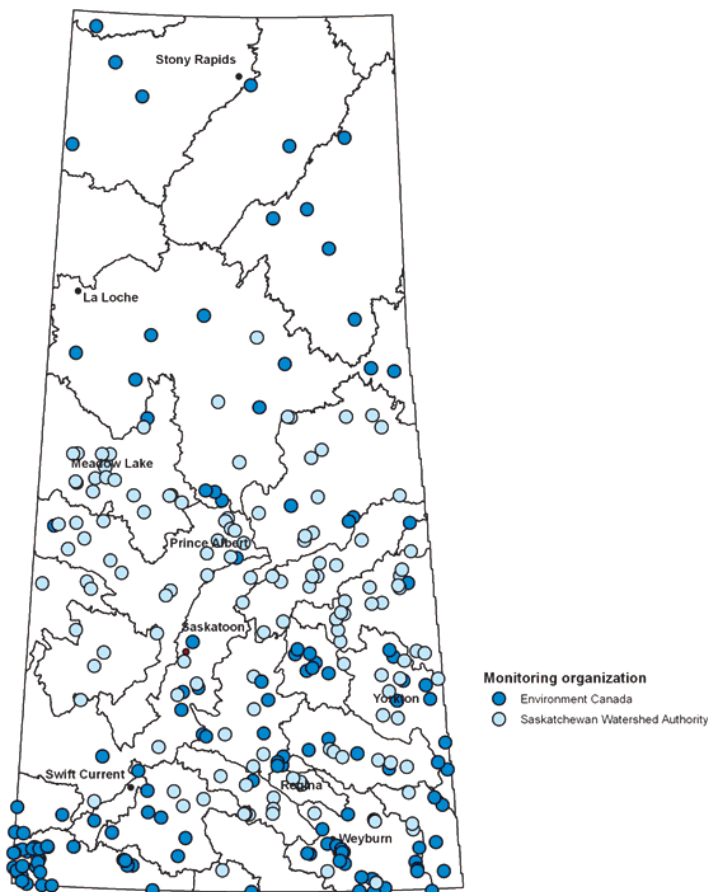 Stony Rapids
La Loche
Meadow Lake
Prince Albert
Saskatoon
Monitoring organization
Environment Canada
Yorkton
Saskatchewan Watershed Authority
Swift Current
Regina
Weyburn